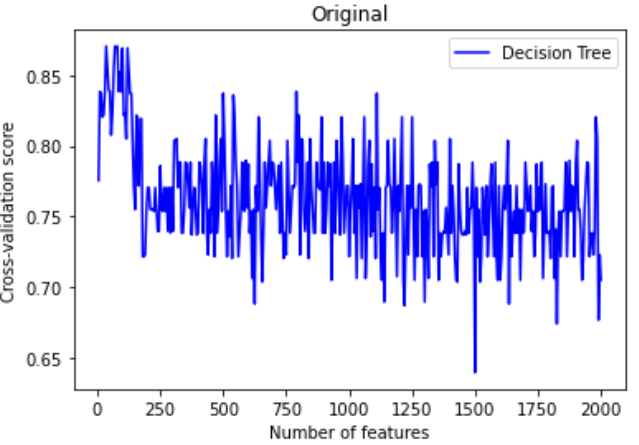 Original
Decision Tree
Cross-validation score
0.85
0.80
0.75
0.70
0.65
0 250 500 750 1000 1250 1500 1750 2000
Number of features